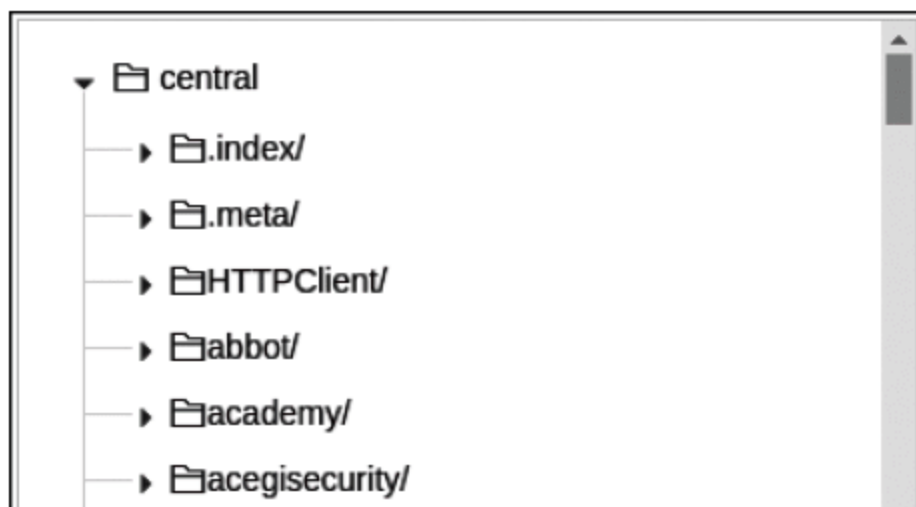 central
.index/
.meta/
HTTPClient/
abbot/
academy/
acegisecurity/